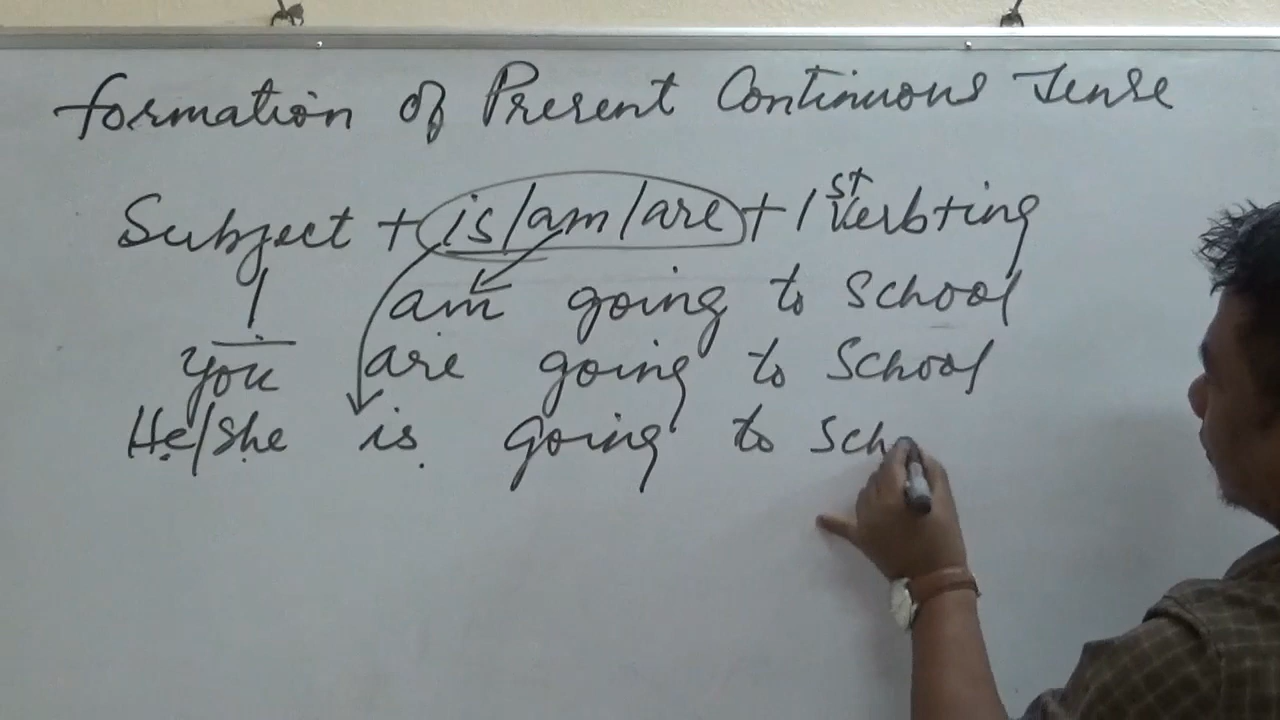 formation of Present Continuous Tense
Subject + is/am/are + 1st Verb+ing
I am going to School
You are going to School
He/She is going to Sch